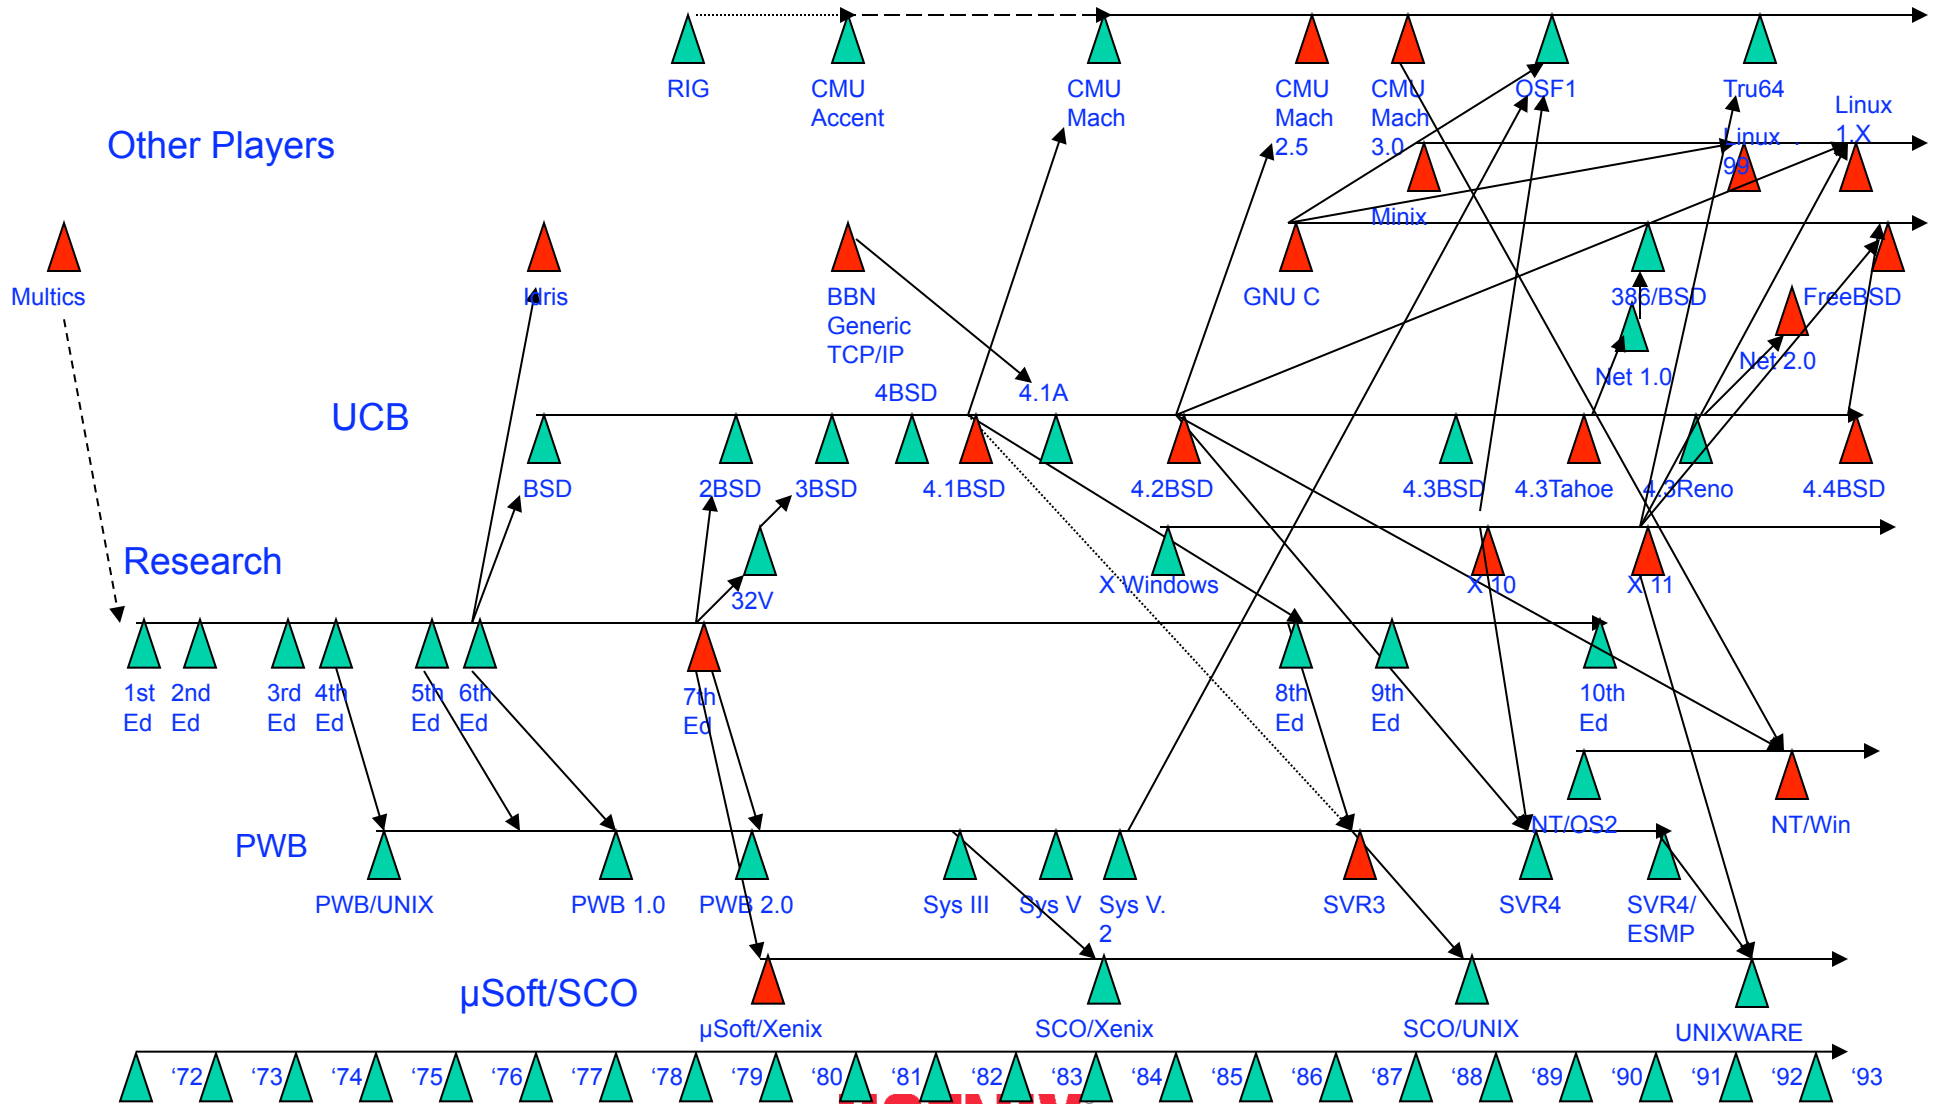 RIG
CMU
Accent
CMU
Mach
CMU
Mach
2.5
CMU
Mach
3.0
OSF1
Tru64
Linux
1.X
Other Players
Linux .
99
Minix
Multics
Idris
BBN
Generic
TCP/IP
GNU C
386/BSD
FreeBSD
Net 1.0
Net 2.0
UCB
4BSD
4.1A
BSD
2BSD
3BSD
4.1BSD
4.2BSD
4.3BSD
4.3Tahoe
4.3Reno
4.4BSD
Research
32V
X Windows
X 10
X 11
1st
Ed
2nd
Ed
3rd
Ed
4th
Ed
5th
Ed
6th
Ed
7th
Ed
8th
Ed
9th
Ed
10th
Ed
NT/OS2
NT/Win
PWB
PWB/UNIX
PWB 1.0
PWB 2.0
Sys III
Sys V
Sys V.
2
SVR3
SVR4
SVR4/
ESMP
µSoft/SCO
µSoft/Xenix
SCO/Xenix
SCO/UNIX
UNIXWARE
‘72 ‘73 ‘74 ‘75 ‘76 ‘77 ‘78 ‘79 ‘80 ‘81 ‘82 ‘83 ‘84 ‘85 ‘86 ‘87 ‘88 ‘89 ‘90 ‘91 ‘92 ‘93